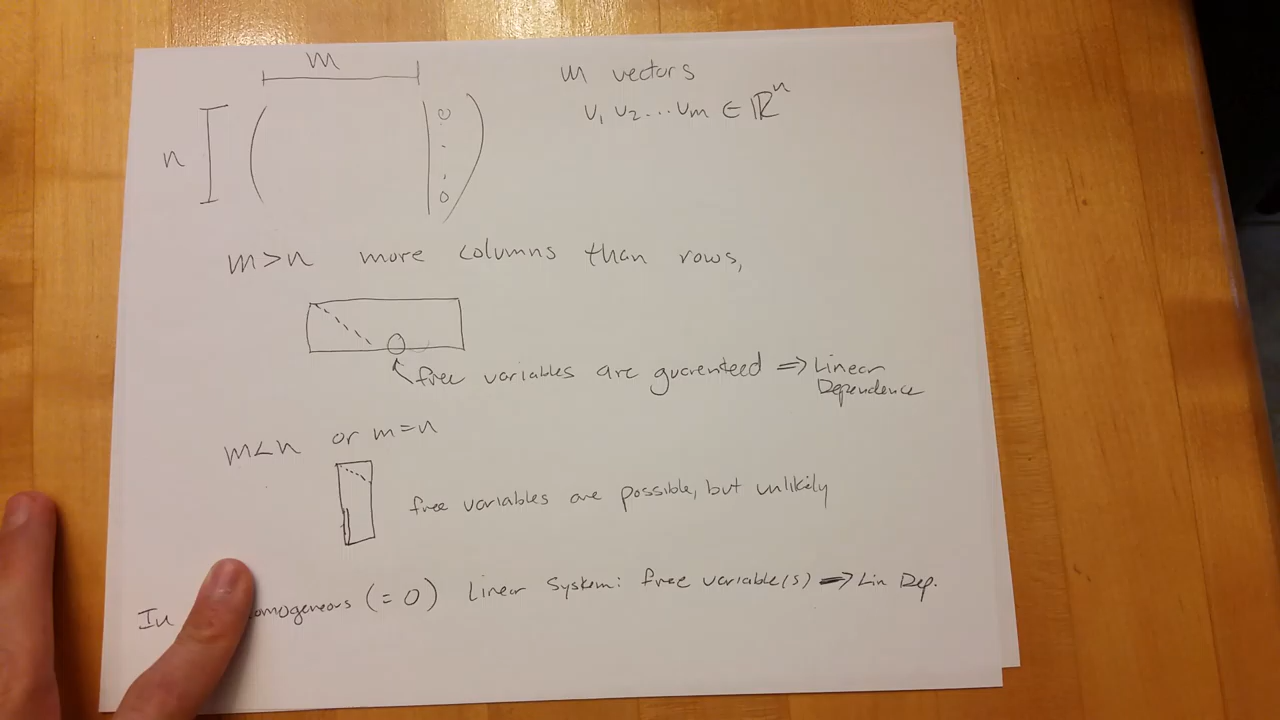 m
m vectors
v1 v2 ... vm ∈ ℝ^n
n
0
.
.
0
m>n more columns than rows,
free variables are guarenteed => Linear
Dependence
m<n or m=n
free variables are possible, but unlikely
In omogeneous (=0) Linear System: free variable(s) => Lin Dep.